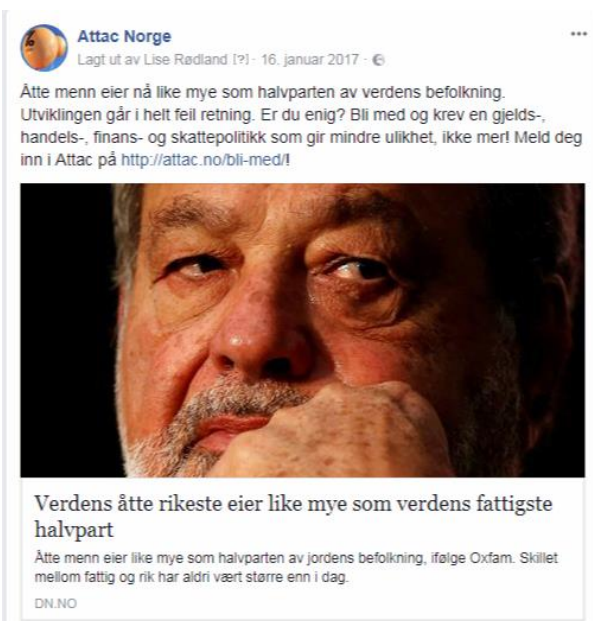 Attac Norge
Lagt ut av Lise Rødland [?] · 16. januar 2017 ·
Åtte menn eier nå like mye som halvparten av verdens befolkning.
Utviklingen går i helt feil retning. Er du enig? Bli med og krev en gjelds-,
handels-, finans- og skattepolitikk som gir mindre ulikhet, ikke mer! Meld deg
inn i Attac på http://attac.no/bli-med/!
Verdens åtte rikeste eier like mye som verdens fattigste
halvpart
Åtte menn eier like mye som halvparten av jordens befolkning, ifølge Oxfam. Skillet
mellom fattig og rik har aldri vært større enn i dag.
DN.NO